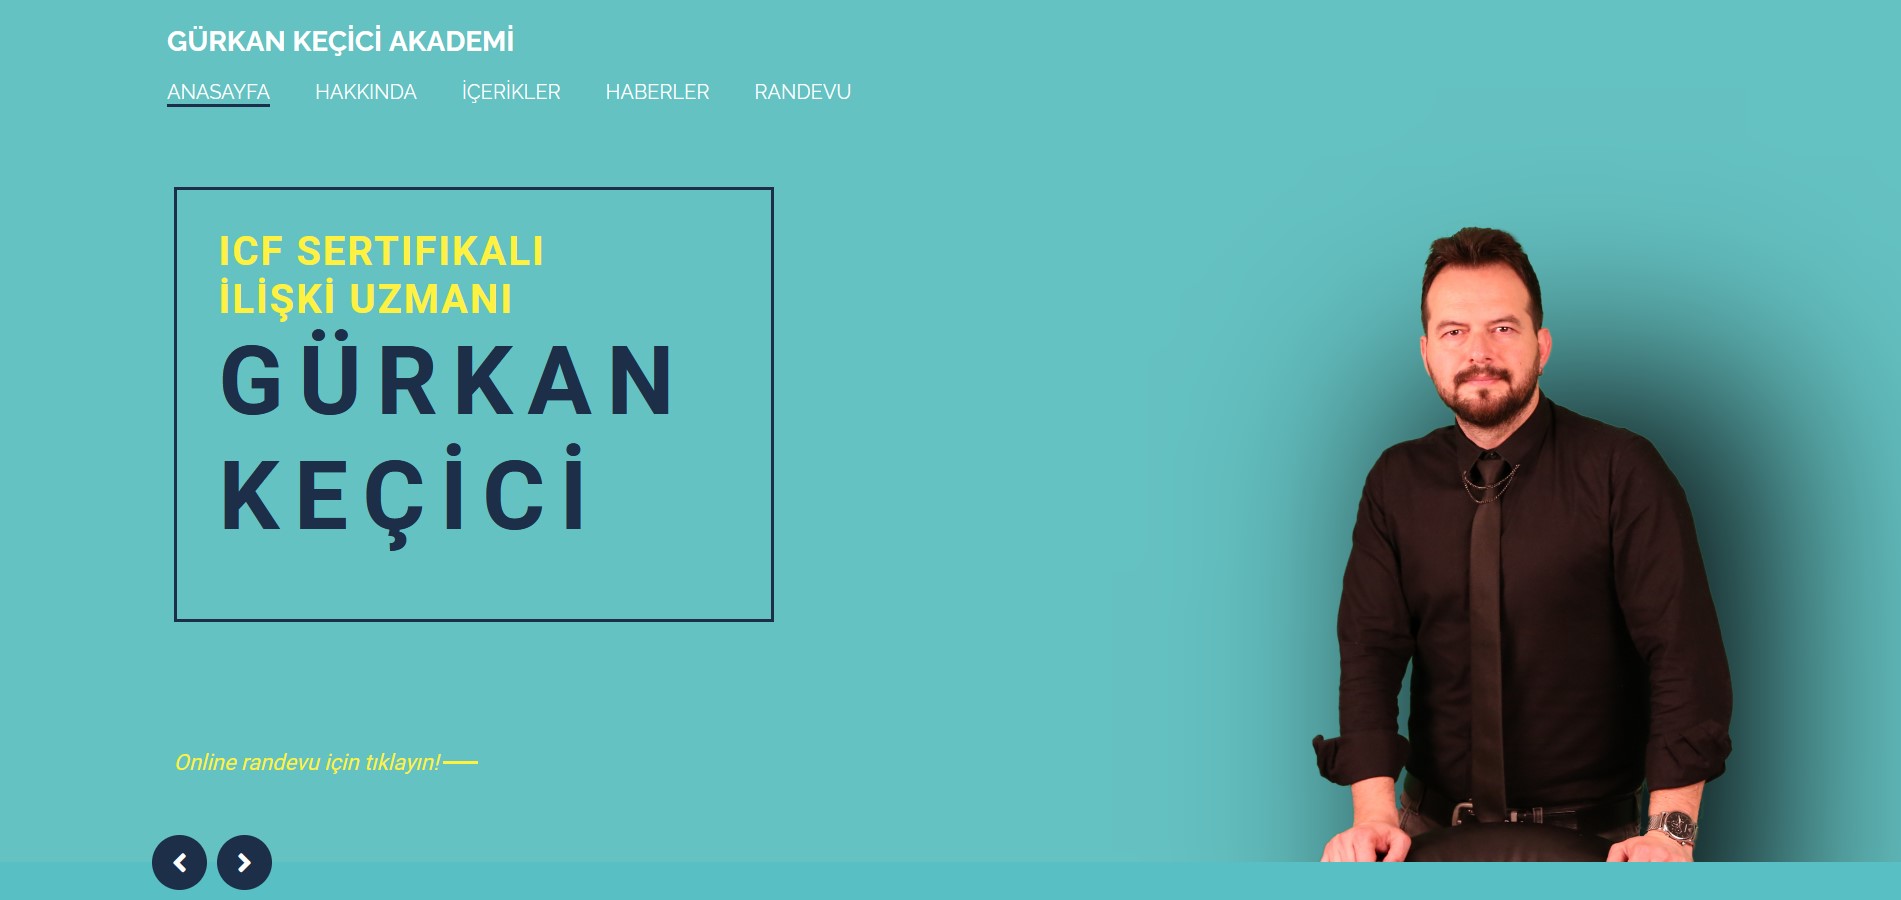 GÜRKAN KEÇİCİ AKADEMİ
ANASAYFA HAKKINDA İÇERİKLER HABERLER RANDEVU
ICF SERTIFIKALI
İLİŞKİ UZMANI
GÜRKAN
KEÇİCİ
Online randevu için tıklayın!